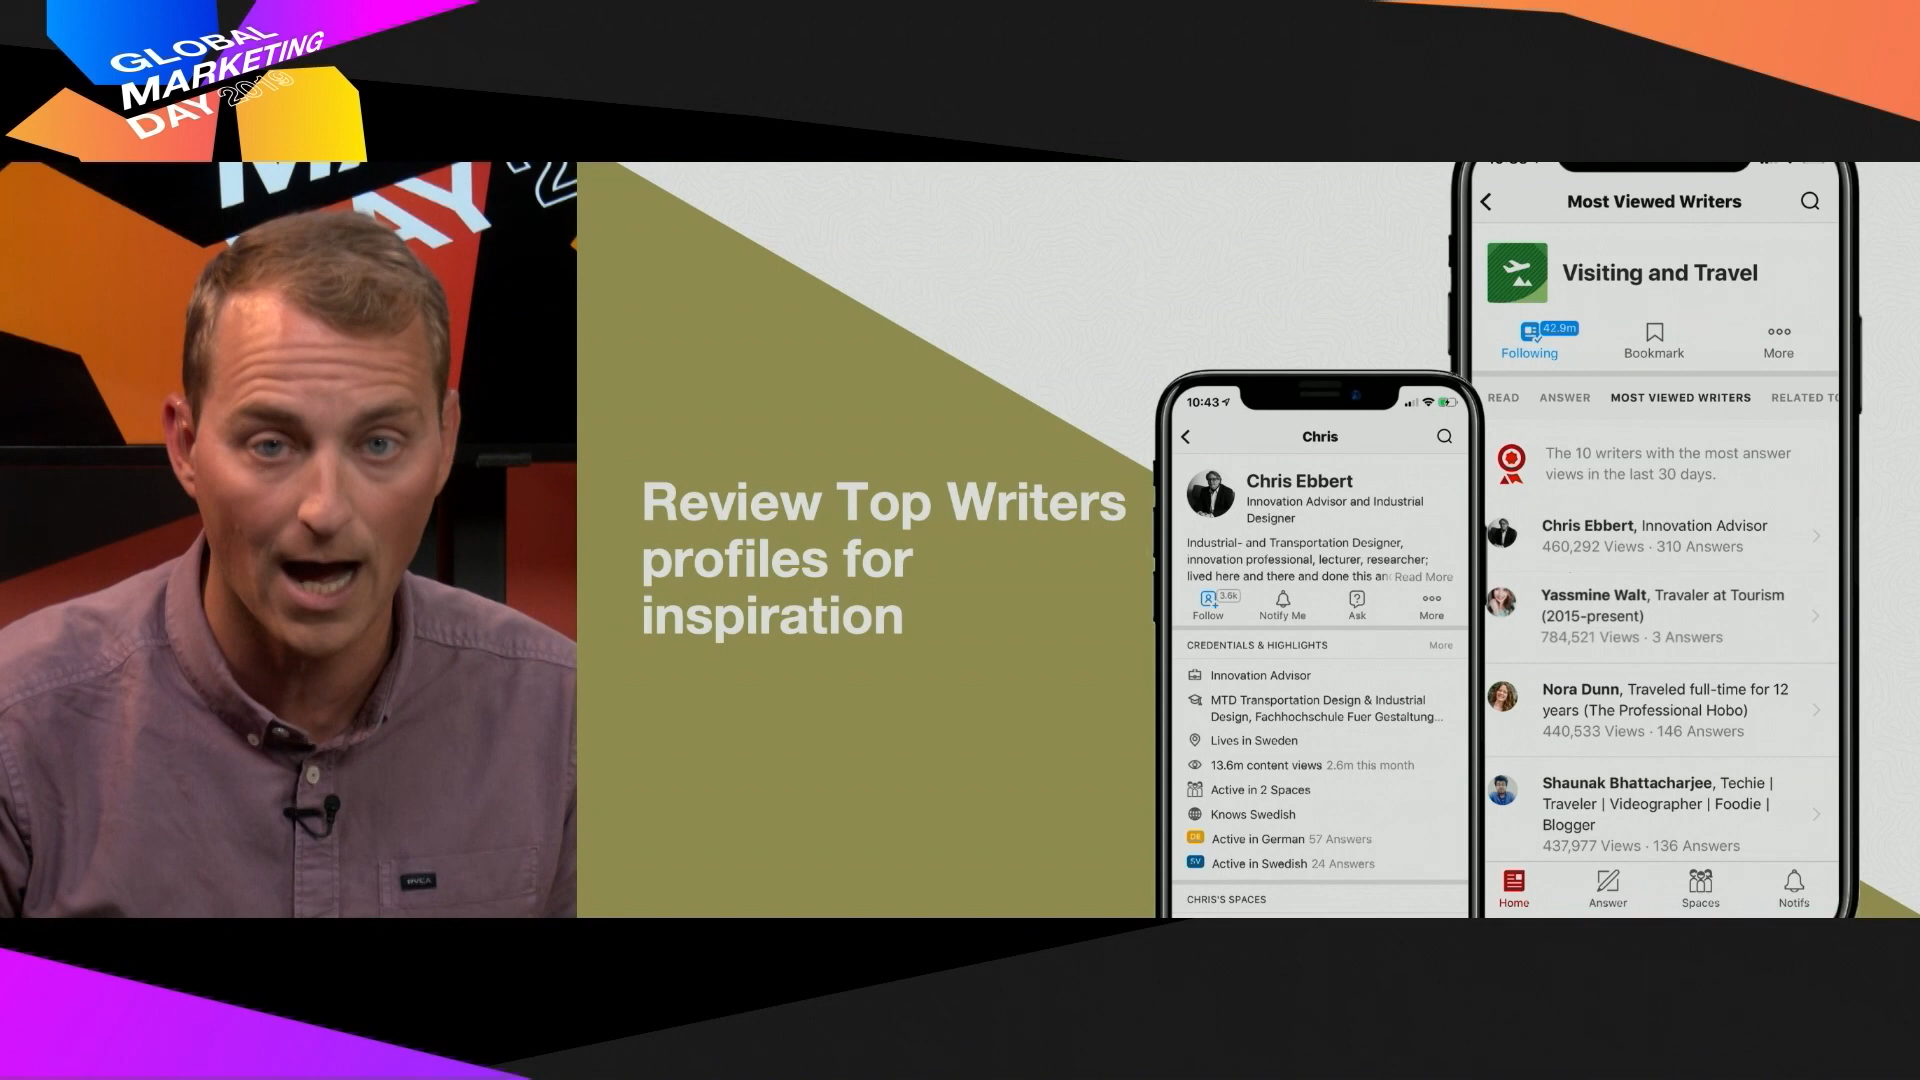 GLOBAL
MARKETING
DAY 2019
AY
Review Top Writers
profiles for
inspiration
10:43
Chris
Chris Ebbert
Innovation Advisor and Industrial
Designer
Industrial- and Transportation Designer,
innovation professional, lecturer, researcher;
lived here and there and done this an Read More
3.6k
Follow
Notify Me
Ask
More
CREDENTIALS & HIGHLIGHTS
More
Innovation Advisor
MTD Transportation Design & Industrial
Design, Fachhochschule Fuer Gestaltung...
Lives in Sweden
13.6m content views 2.6m this month
Active in 2 Spaces
Knows Swedish
DE Active in German 57 Answers
SV Active in Swedish 24 Answers
CHRIS'S SPACES
Most Viewed Writers
Visiting and Travel
42.9m
Following
Bookmark
More
READ ANSWER MOST VIEWED WRITERS RELATED TO
The 10 writers with the most answer
views in the last 30 days.
Chris Ebbert, Innovation Advisor
460,292 Views · 310 Answers
Yassmine Walt, Travaler at Tourism
(2015-present)
784,521 Views · 3 Answers
Nora Dunn, Traveled full-time for 12
years (The Professional Hobo)
440,533 Views · 146 Answers
Shaunak Bhattacharjee, Techie |
Traveler | Videographer | Foodie |
Blogger
437,977 Views · 136 Answers
Home
Answer
Spaces
Notifs
RVCA